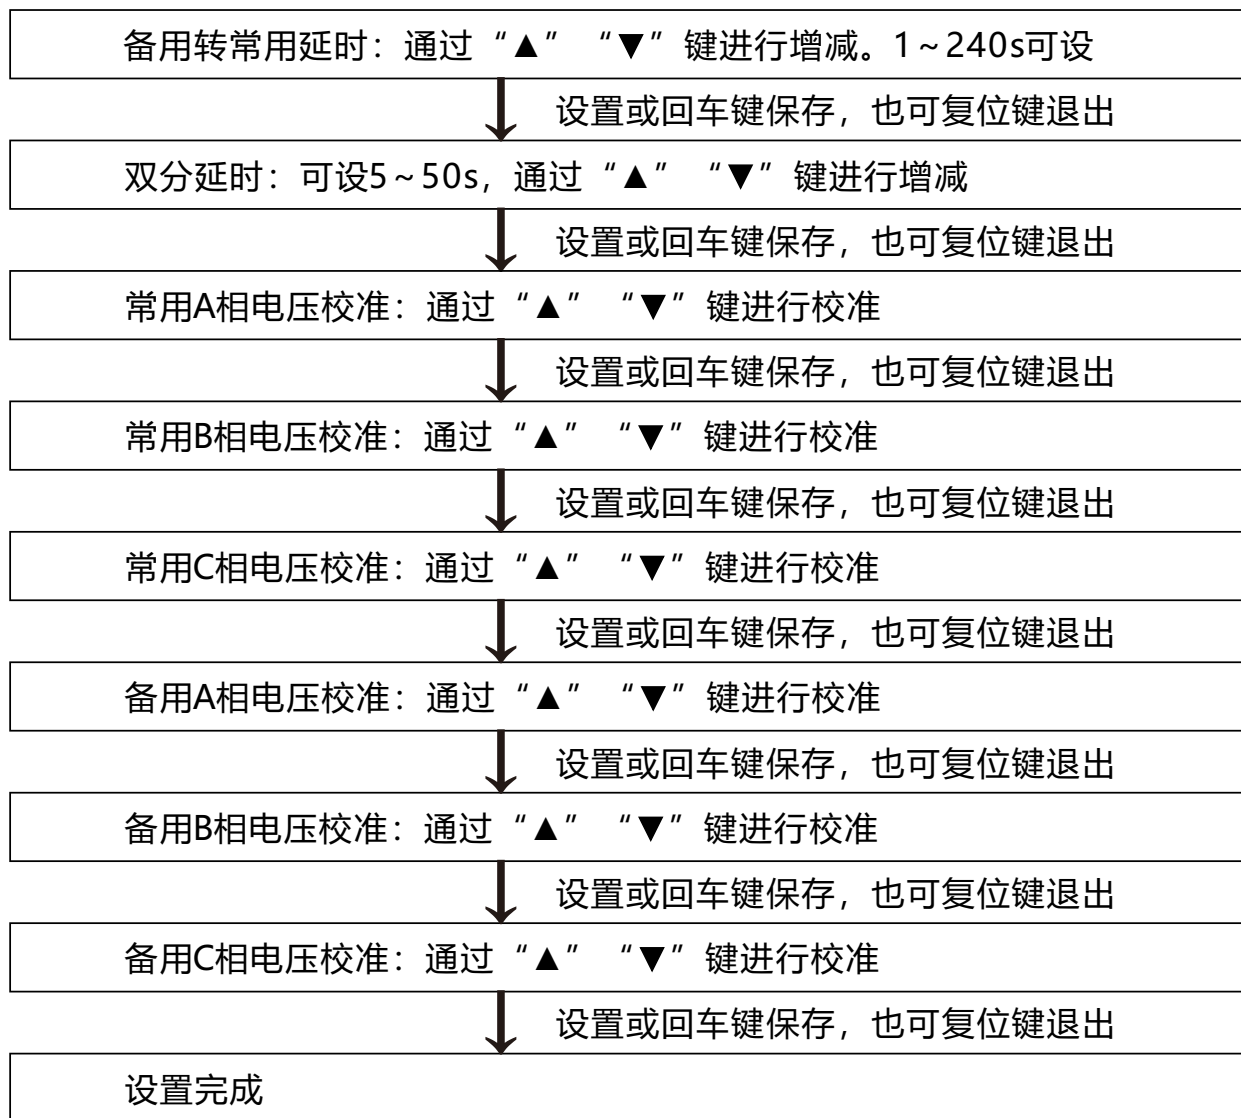 备用转常用延时：通过“▲”“▼”键进行增减。1~240s可设
设置或回车键保存，也可复位键退出
双分延时：可设5~50s，通过“▲”“▼”键进行增减
设置或回车键保存，也可复位键退出
常用A相电压校准：通过“▲”“▼”键进行校准
设置或回车键保存，也可复位键退出
常用B相电压校准：通过“▲”“▼”键进行校准
设置或回车键保存，也可复位键退出
常用C相电压校准：通过“▲”“▼”键进行校准
设置或回车键保存，也可复位键退出
备用A相电压校准：通过“▲”“▼”键进行校准
设置或回车键保存，也可复位键退出
备用B相电压校准：通过“▲”“▼”键进行校准
设置或回车键保存，也可复位键退出
备用C相电压校准：通过“▲”“▼”键进行校准
设置或回车键保存，也可复位键退出
设置完成